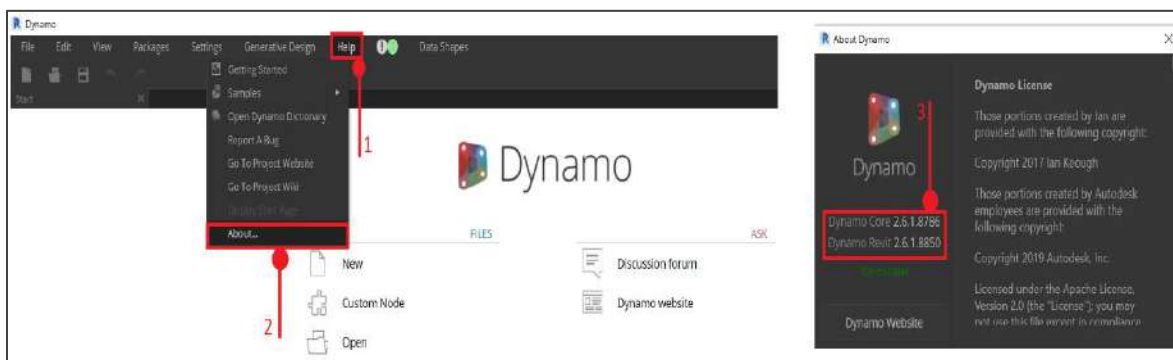 Dynamo
File Edit View Packages Settings Generative Design Help Data Shapes
Start
Getting Started
Samples
Open Dynamo Dictionary
Report A Bug
Go To Project Website
Go To Project Wiki
Display Start Page
About...
1
2
Dynamo
FILES
New
Custom Node
Open
ASK
Discussion forum
Dynamo website
About Dynamo
Dynamo
3
Dynamo Core 2.6.1.8786
Dynamo Revit 2.6.1.8850
Dynamo Website
Dynamo License
Those portions created by Ian are
provided with the following copyright:
Copyright 2017 Ian Keough
Those portions created by Autodesk
employees are provided with the
following copyright:
Copyright 2019 Autodesk, Inc.
Licensed under the Apache License,
Version 2.0 (the "License"); you may
not use this file except in compliance